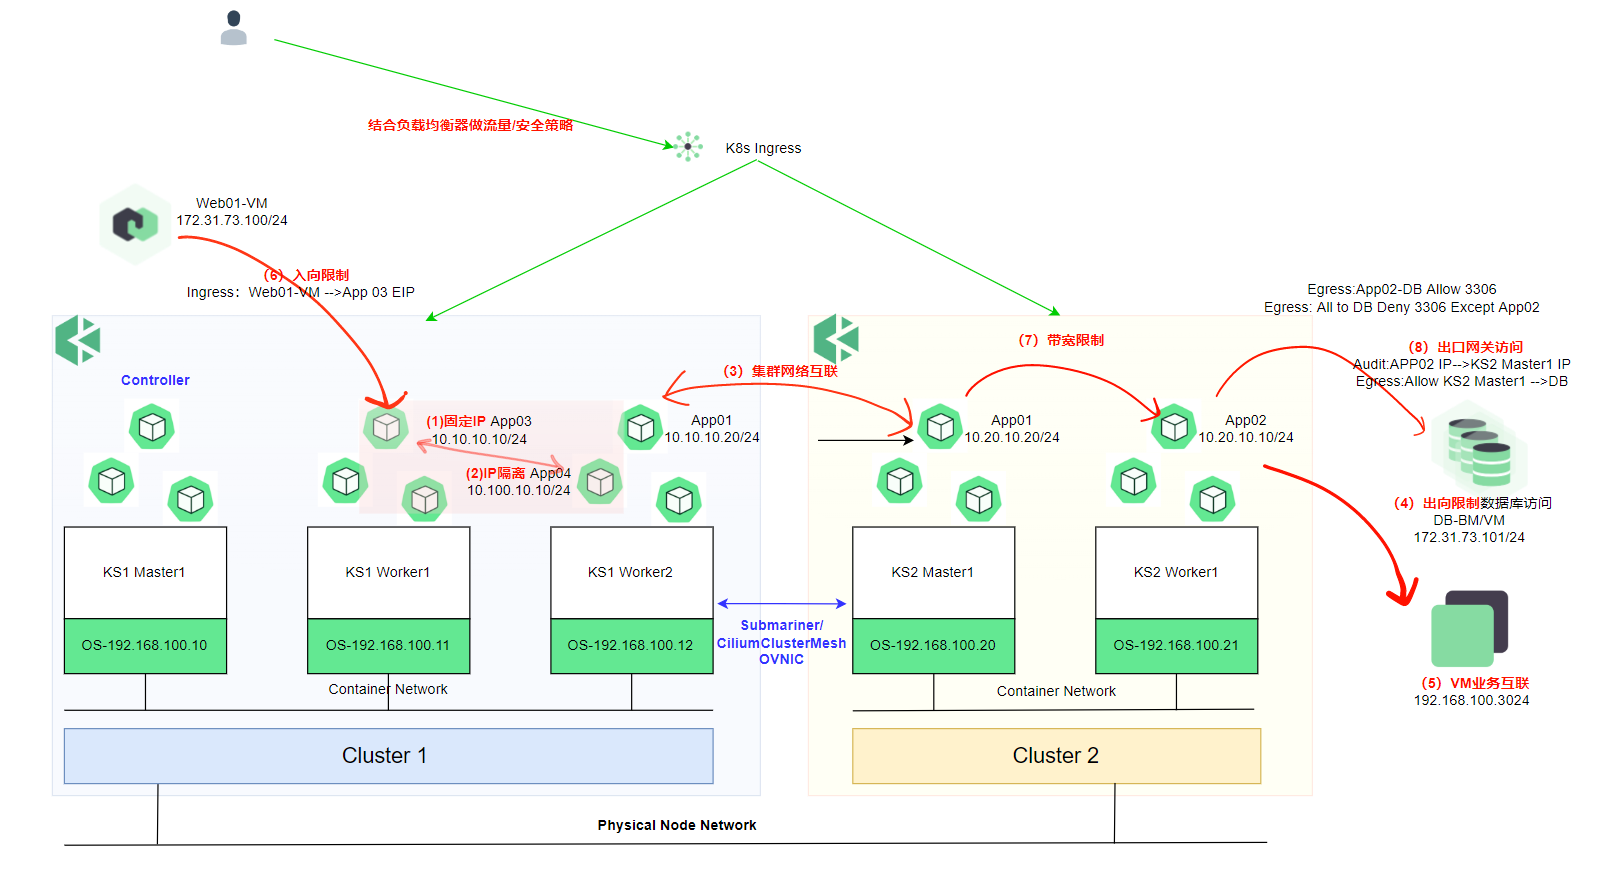 结合负载均衡器做流量/安全策略
K8s Ingress
Web01-VM
172.31.73.100/24
（6）入向限制
Ingress：Web01-VM -->App 03 EIP
Egress:App02-DB Allow 3306
Egress: All to DB Deny 3306 Except App02
（7）带宽限制
（8）出口网关访问
Audit:APP02 IP-->KS2 Master1 IP
Egress:Allow KS2 Master1 -->DB
Controller
（3）集群网络互联
(1)固定IP App03
10.10.10.10/24
App01
10.10.10.20/24
App01
10.20.10.20/24
App02
10.20.10.10/24
(2)IP隔离 App04
10.100.10.10/24
（4）出向限制数据库访问
DB-BM/VM
172.31.73.101/24
KS1 Master1
KS1 Worker1
KS1 Worker2
KS2 Master1
KS2 Worker1
OS-192.168.100.10
OS-192.168.100.11
OS-192.168.100.12
Submariner/
CiliumClusterMesh
OVNIC
OS-192.168.100.20
OS-192.168.100.21
Container Network
Container Network
（5）VM业务互联
192.168.100.3024
Cluster 1
Cluster 2
Physical Node Network